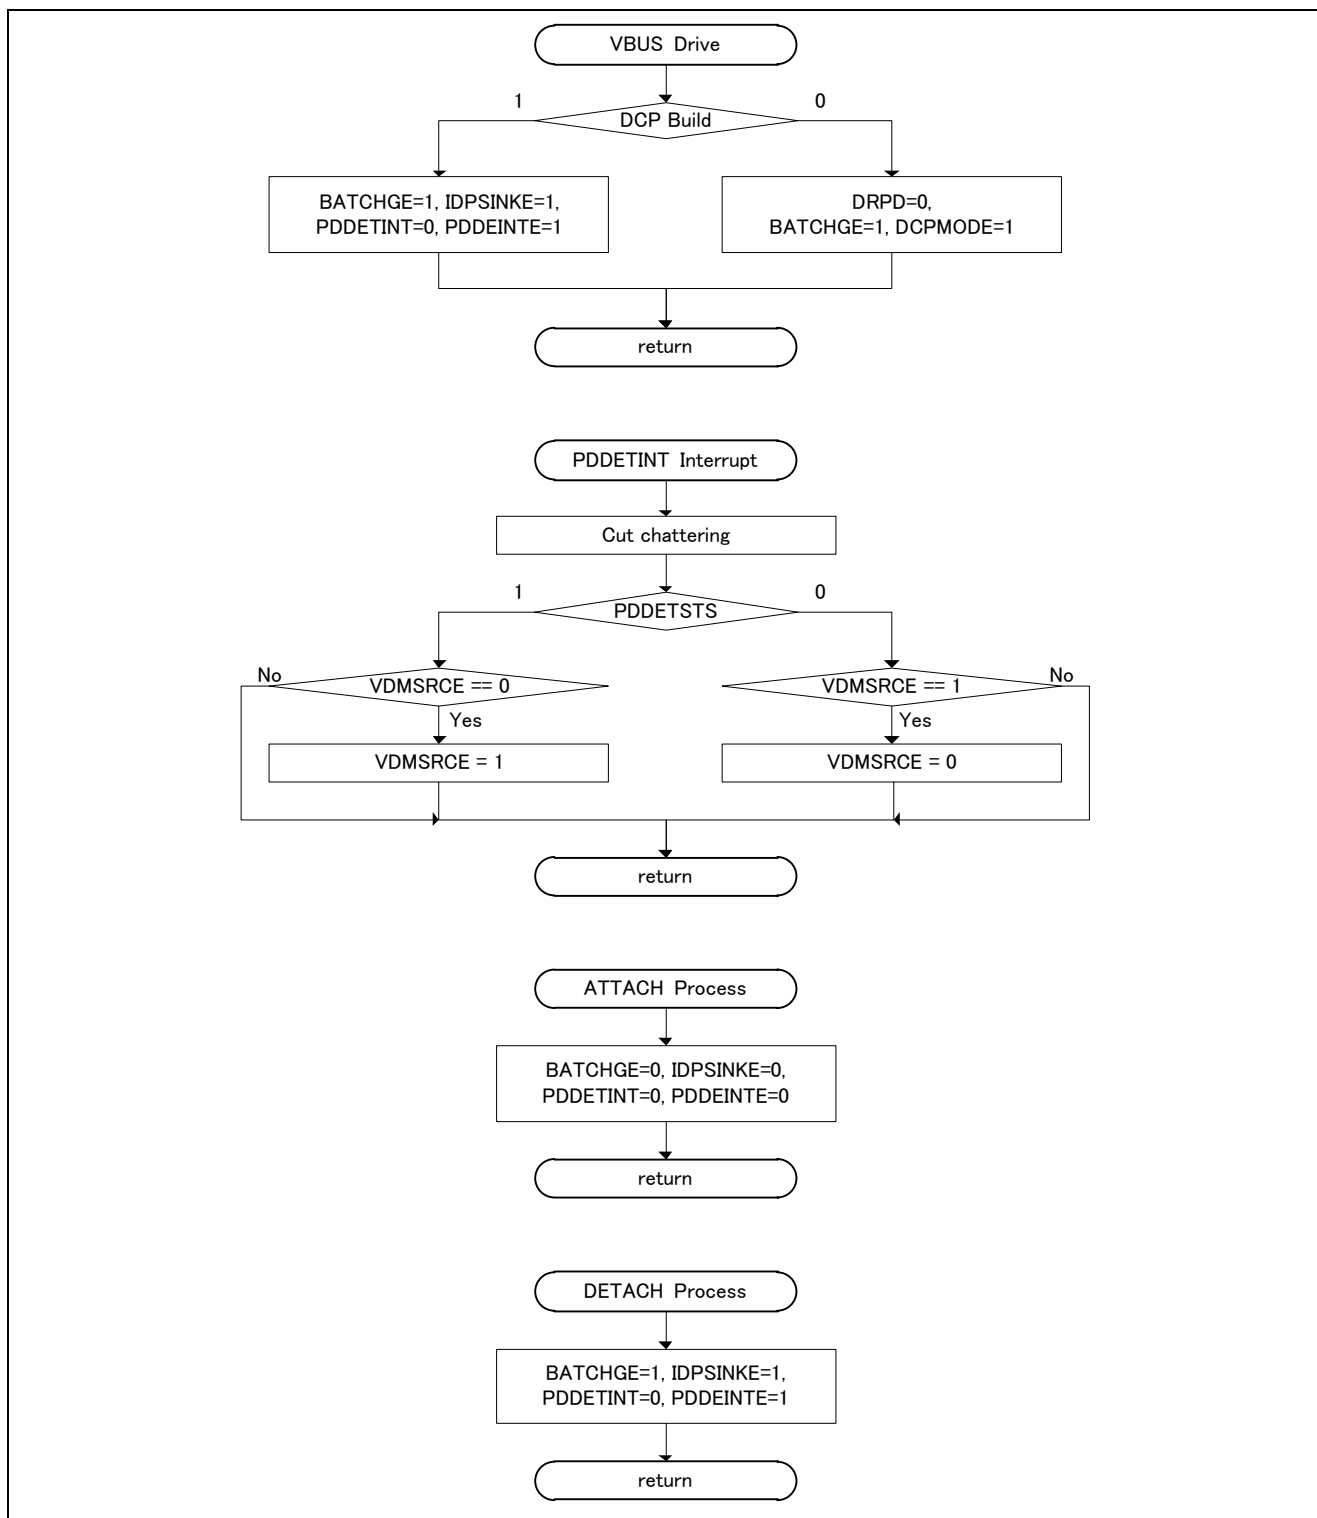 VBUS Drive
1
0
DCP Build
BATCHGE=1, IDPSINKE=1,
PDDETINT=0, PDDEINTE=1
DRPD=0,
BATCHGE=1, DCPMODE=1
return
PDDETINT Interrupt
Cut chattering
1
0
PDDETSTS
No
VDMSRCE == 0
VDMSRCE == 1
No
Yes
Yes
VDMSRCE = 1
VDMSRCE = 0
return
ATTACH Process
BATCHGE=0, IDPSINKE=0,
PDDETINT=0, PDDEINTE=0
return
DETACH Process
BATCHGE=1, IDPSINKE=1,
PDDETINT=0, PDDEINTE=1
return